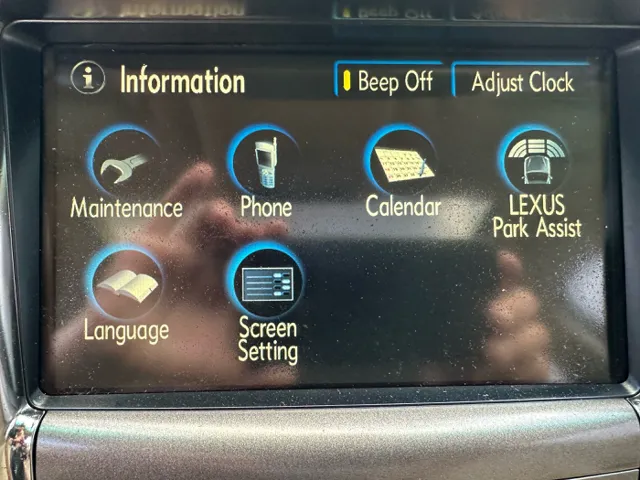 Information
Beep Off
Adjust Clock
Maintenance
Phone
Calendar
LEXUS
Park Assist
Language
Screen
Setting